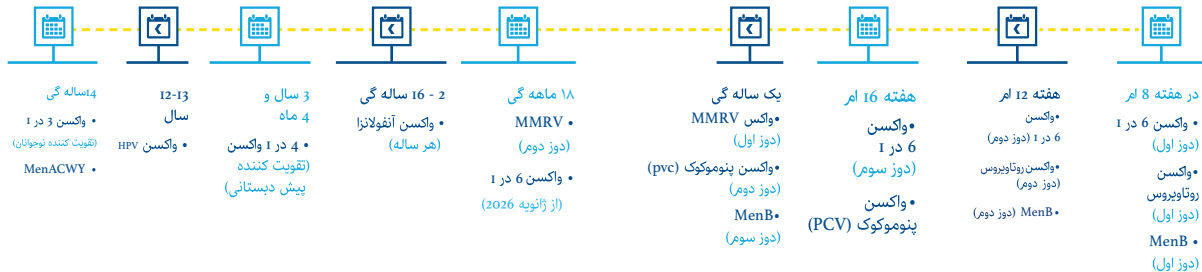 در هفته 8 ام
• واکسن 6 در 1
(دوز اول)
•واکسن
روتاویروس
(دوز اول)
• MenB
(دوز اول)
هفته 12 ام
•واکسن
6 در 1 (دوز دوم)
•واکسن روتاویروس
(دوز دوم)
•MenB (دوز دوم)
هفته 16 ام
•واکسن
6 در 1
(دوز سوم)
•واکسن
پنوموکوک (PCV)
یک ساله گی
•واکس MMRV
(دوز اول)
•واکسن پنوموکوک (pvc)
(دوز دوم)
•MenB
(دوز سوم)
۱۸ ماهه گی
• MMRV
(دوز دوم)
• واکسن 6 در 1
(از ژانویه 2026)
2 - 16 ساله گی
• واکسن آنفولانزا
(هر ساله)
3 سال و
4 ماه
• 4 در 1 واکسن
(تقویت کننده
پیش دبستانی)
12-13
سال
• واکسن HPV
14ساله گی
• واکسن 3 در 1
(تقویت کننده نوجوانان)
• MenACWY